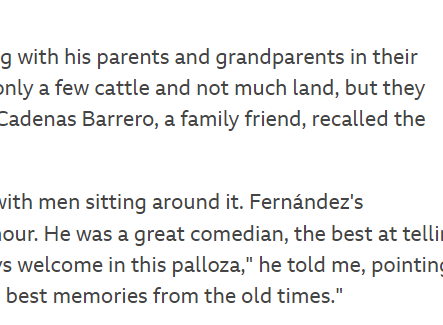 g with his parents and grandparents in their
only a few cattle and not much land, but they
Cadenas Barrero, a family friend, recalled the
with men sitting around it. Fernández's
our. He was a great comedian, the best at telli
s welcome in this palloza," he told me, pointing
best memories from the old times."